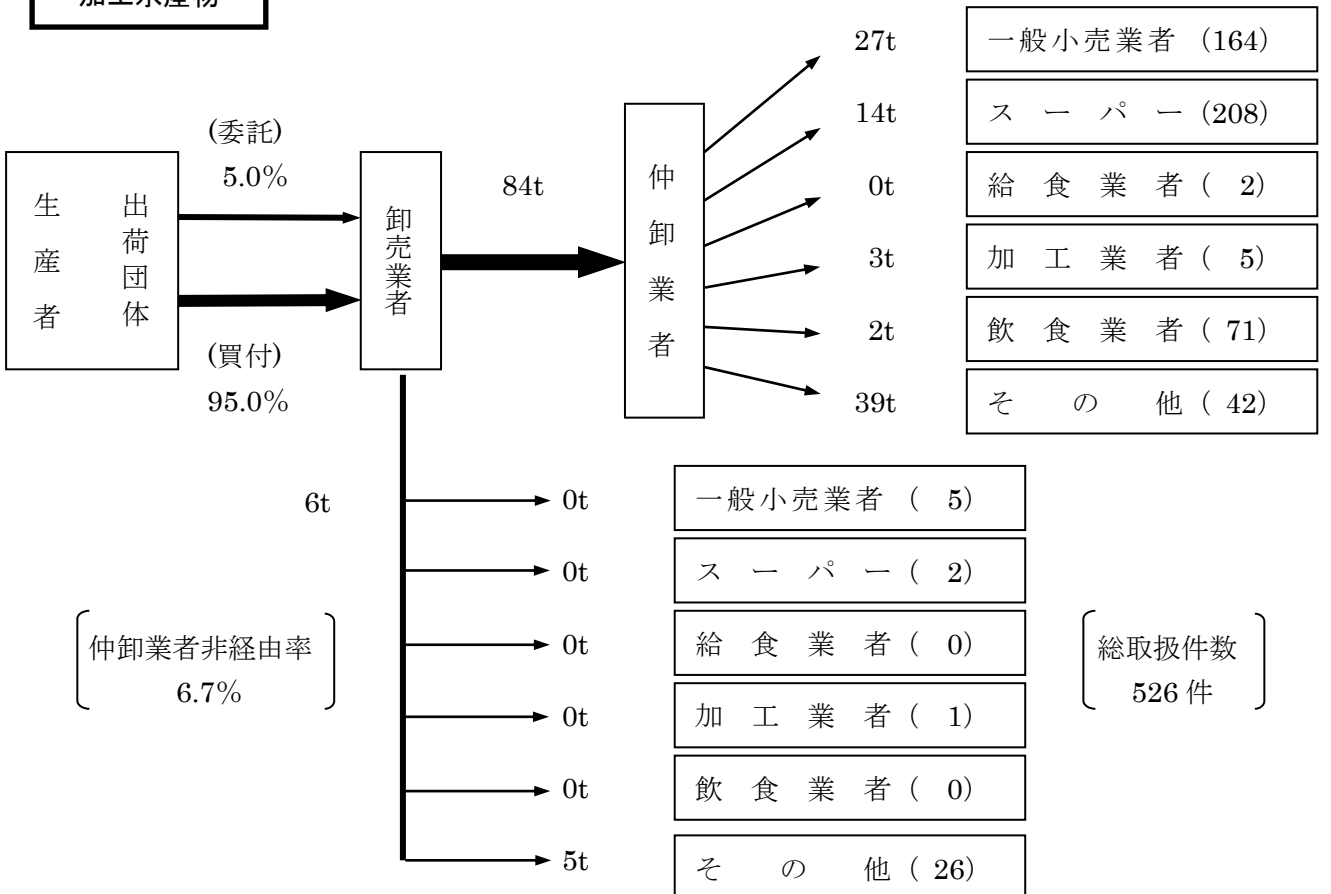 加工水産物
27t
一般小売業者 (164)
14t
スーパー (208)
0t
給食業者 ( 2)
3t
加工業者 ( 5)
2t
飲食業者 ( 71)
39t
その他 ( 42)
(委託)
5.0%
生産者
出荷団体
(買付)
95.0%
卸売業者
84t
仲卸業者
6t
0t
一般小売業者 ( 5)
0t
スーパー ( 2)
0t
給食業者 ( 0)
0t
加工業者 ( 1)
0t
飲食業者 ( 0)
5t
その他 ( 26)
仲卸業者非経由率
6.7%
総取扱件数
526 件